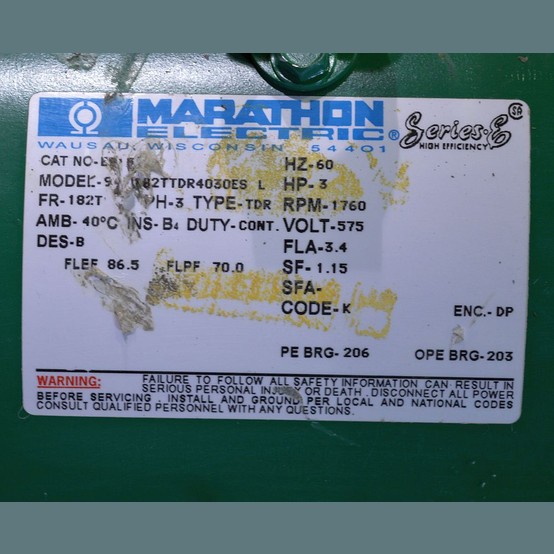 MARATHON
ELECTRIC®
WAUSAU, WISCONSIN 54401
Series-E
HIGH EFFICIENCY
SA
CAT NO- HZ-60
MODEL- 182TTDR4030ES L HP-3
FR-182T PH-3 TYPE-TDR RPM-1760
AMB-40°C INS-B4 DUTY-CONT. VOLT-575
DES-B FLA-3.4
FLEF 86.5 FLPF 70.0 SF-1.15
SFA-
CODE-K ENC.-DP
PE BRG-206 OPE BRG-203
WARNING: FAILURE TO FOLLOW ALL SAFETY INFORMATION CAN RESULT IN
SERIOUS PERSONAL INJURY OR DEATH. DISCONNECT ALL POWER
BEFORE SERVICING. INSTALL AND GROUND PER LOCAL AND NATIONAL CODES
CONSULT QUALIFIED PERSONNEL WITH ANY QUESTIONS.